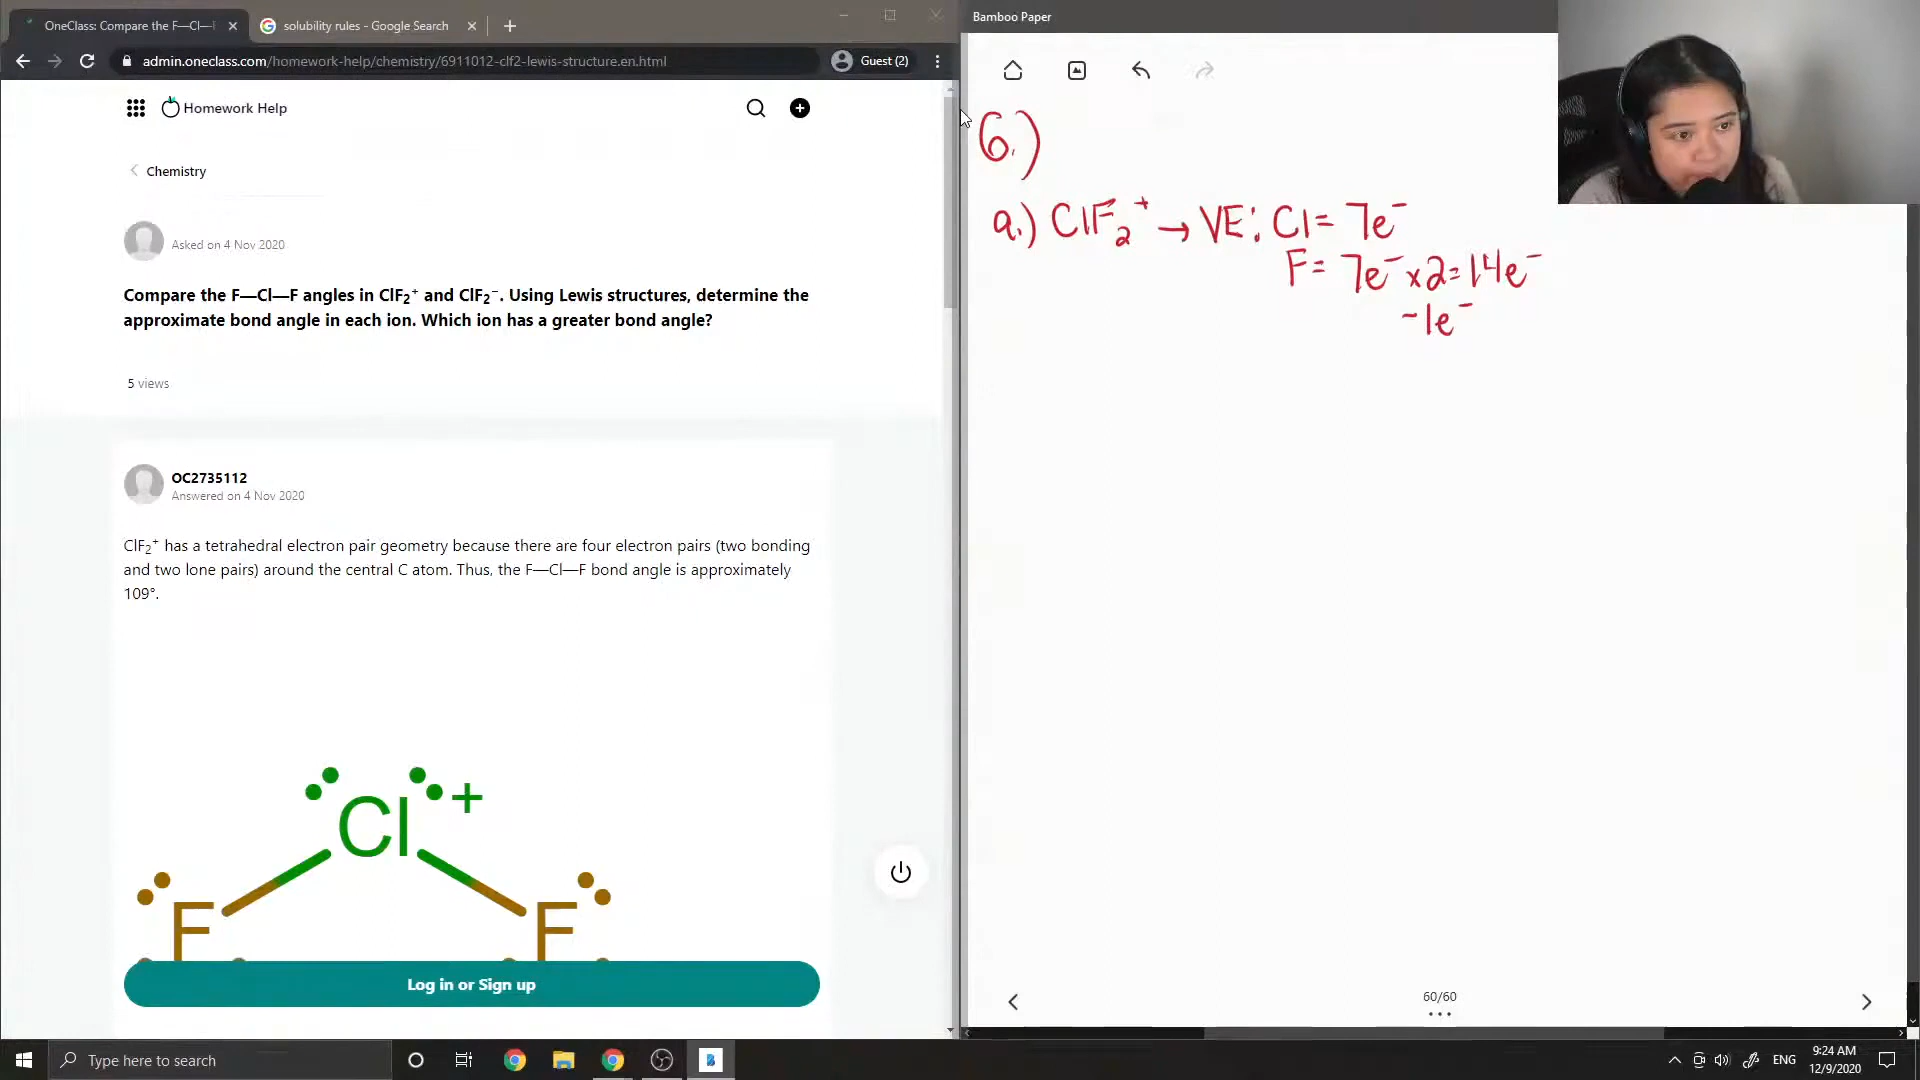 OneClass: Compare the F—Cl—F
solubility rules - Google Search
admin.oneclass.com/homework-help/chemistry/6911012-clf2-lewis-structure.en.html
Guest (2)
Homework Help
Chemistry
Asked on 4 Nov 2020
Compare the F—Cl—F angles in ClF₂⁺ and ClF₂⁻. Using Lewis structures, determine the
approximate bond angle in each ion. Which ion has a greater bond angle?
5 views
OC2735112
Answered on 4 Nov 2020
ClF₂⁺ has a tetrahedral electron pair geometry because there are four electron pairs (two bonding
and two lone pairs) around the central C atom. Thus, the F—Cl—F bond angle is approximately
109°.
Cl +
F F
Log in or Sign up
Bamboo Paper
6.)
a.) ClF₂⁺ → VE: Cl = 7e⁻
F = 7e⁻ x 2 = 14e⁻
-1e⁻
60/60
Type here to search
B
ENG
9:24 AM
12/9/2020